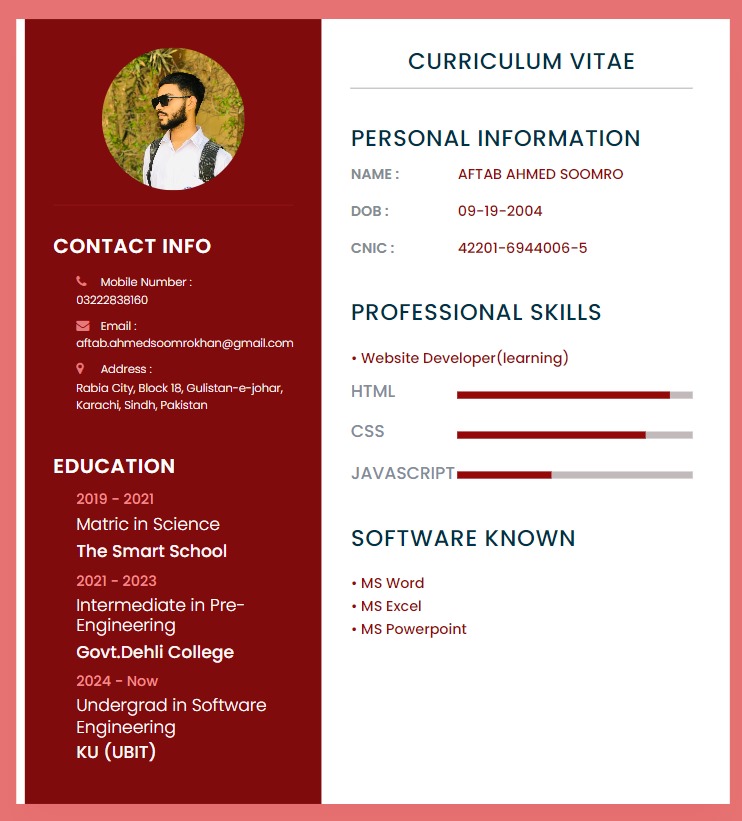 CONTACT INFO
Mobile Number :
03222838160
Email :
aftab.ahmedsoomrokhan@gmail.com
Address :
Rabia City, Block 18, Gulistan-e-johar,
Karachi, Sindh, Pakistan
EDUCATION
2019 - 2021
Matric in Science
The Smart School
2021 - 2023
Intermediate in Pre-
Engineering
Govt.Dehli College
2024 - Now
Undergrad in Software
Engineering
KU (UBIT)
CURRICULUM VITAE
PERSONAL INFORMATION
NAME : AFTAB AHMED SOOMRO
DOB : 09-19-2004
CNIC : 42201-6944006-5
PROFESSIONAL SKILLS
• Website Developer(learning)
HTML
CSS
JAVASCRIPT
SOFTWARE KNOWN
• MS Word
• MS Excel
• MS Powerpoint